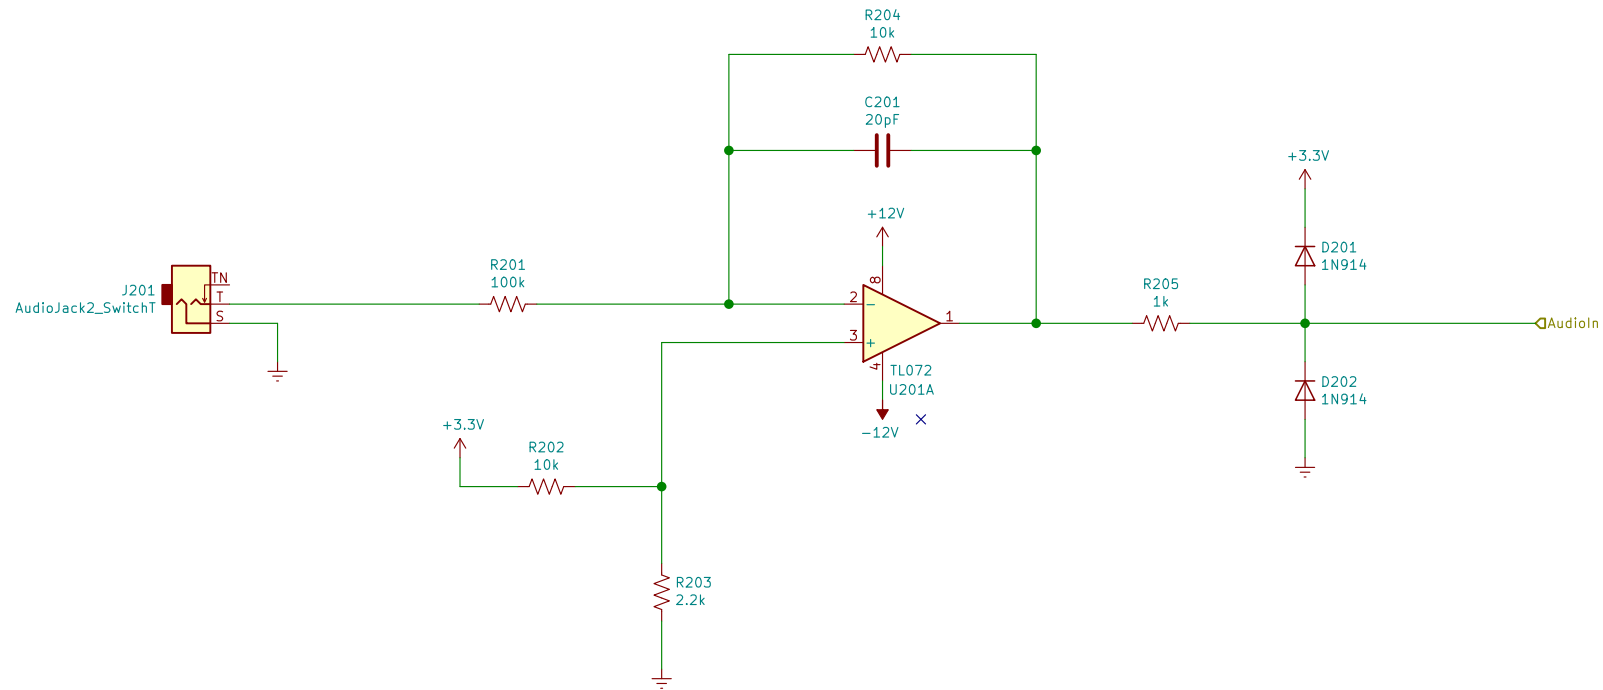 R204
10k
C201
20pF
+3.3V
+12V
D201
1N914
R201
100k
J201
AudioJack2_SwitchT
TN
T
S
8
2
−
3
+
1
4
TL072
U201A
-12V
R205
1k
AudioIn
D202
1N914
+3.3V
R202
10k
R203
2.2k